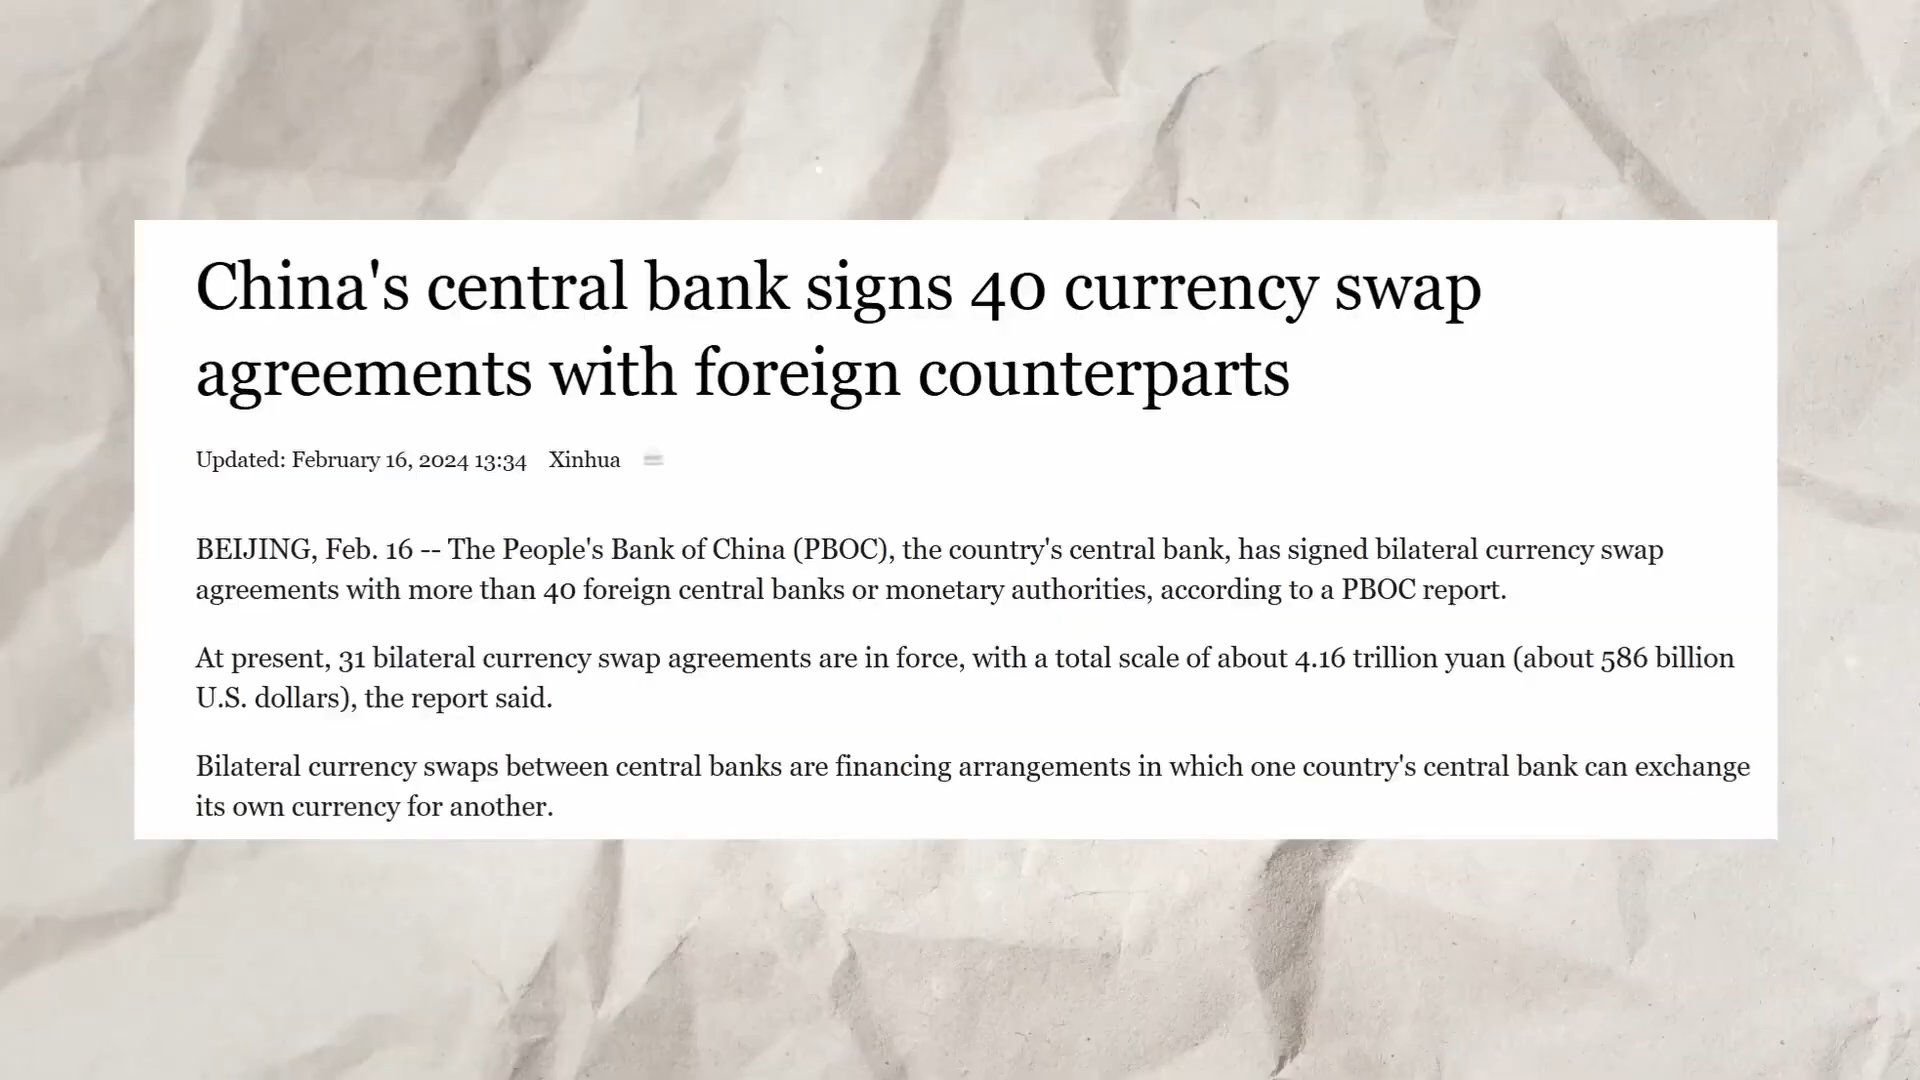 China's central bank signs 40 currency swap
agreements with foreign counterparts
Updated: February 16, 2024 13:34 Xinhua
BEIJING, Feb. 16 -- The People's Bank of China (PBOC), the country's central bank, has signed bilateral currency swap
agreements with more than 40 foreign central banks or monetary authorities, according to a PBOC report.
At present, 31 bilateral currency swap agreements are in force, with a total scale of about 4.16 trillion yuan (about 586 billion
U.S. dollars), the report said.
Bilateral currency swaps between central banks are financing arrangements in which one country's central bank can exchange
its own currency for another.